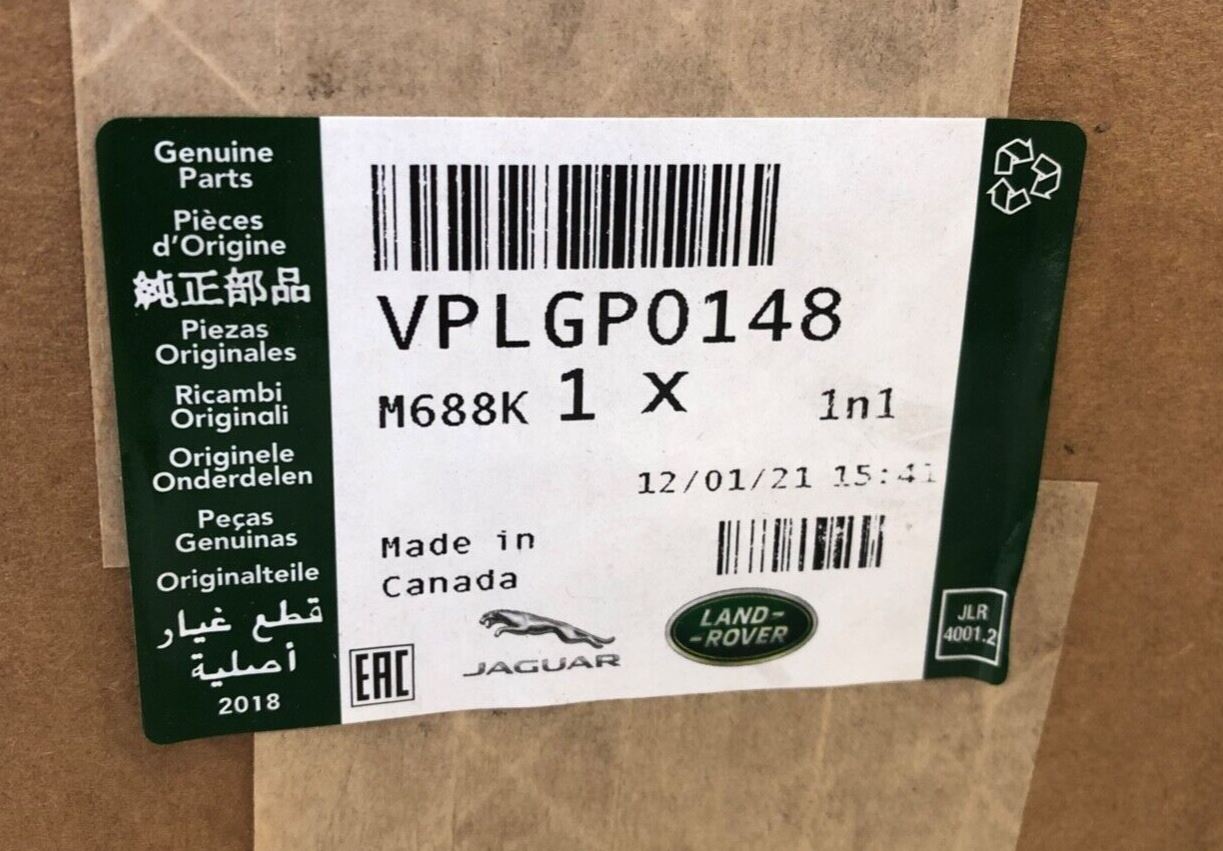 Genuine
Parts
Pièces
d'Origine
純正部品
Piezas
Originales
Ricambi
Originali
Originele
Onderdelen
Peças
Genuinas
Originalteile
قطع غيار
أصلية
2018
VPLGP0148
M688K 1 X 1n1
12/01/21 15:41
Made in
Canada
EAC
JAGUAR
LAND-
-ROVER
JLR
4001.2